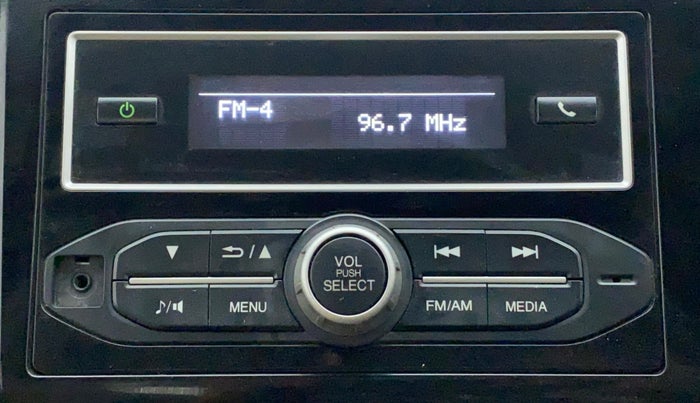 FM-4
96.7 MHz
VOL
PUSH
SELECT
MENU
FM/AM
MEDIA